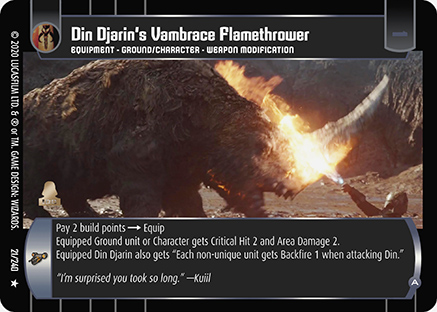 Din Djarin's Vambrace Flamethrower
EQUIPMENT - GROUND/CHARACTER - WEAPON MODIFICATION
Pay 2 build points → Equip
Equipped Ground unit or Character gets Critical Hit 2 and Area Damage 2.
Equipped Din Djarin also gets “Each non-unique unit gets Backfire 1 when attacking Din.”
“I'm surprised you took so long.” —Kuiil
A
© 2020 LUCASFILM LTD. & ® or TM. GAME DESIGN: WIZARDS.
21/240 ★